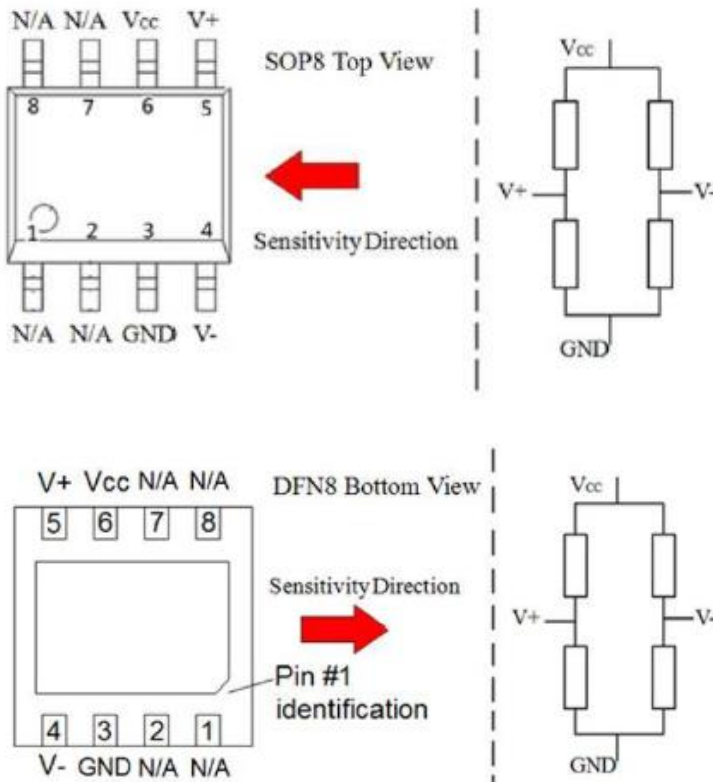 N/A N/A Vcc V+
8 7 6 5
SOP8 Top View
1 2 3 4
Sensitivity Direction
N/A N/A GND V-
Vcc
V+ V-
GND
V+ Vcc N/A N/A
5 6 7 8
DFN8 Bottom View
Sensitivity Direction
Pin #1
identification
4 3 2 1
V- GND N/A N/A
Vcc
V+ V-
GND